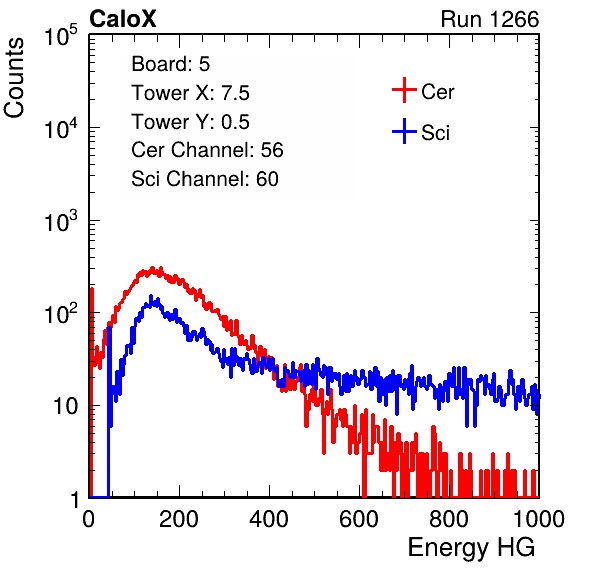 CaloX Run 1266
Counts
10^5
10^4
10^3
10^2
10
1
Board: 5
Tower X: 7.5
Tower Y: 0.5
Cer Channel: 56
Sci Channel: 60
Cer
Sci
0 200 400 600 800 1000
Energy HG